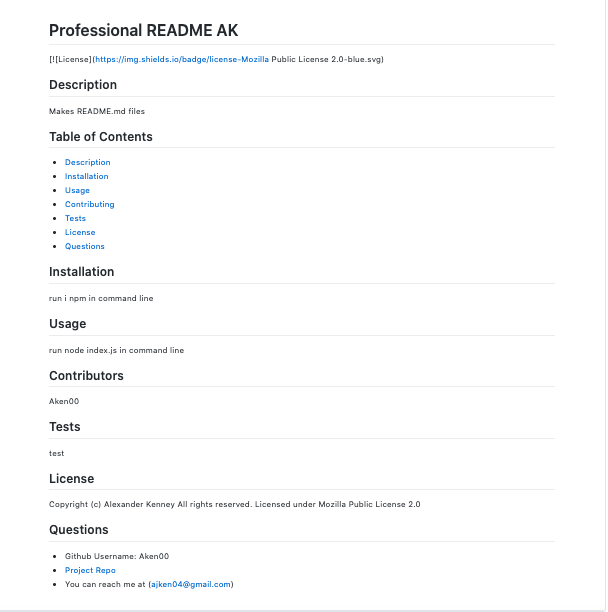 Professional README AK
[![License](https://img.shields.io/badge/license-Mozilla Public License 2.0-blue.svg)
Description
Makes README.md files
Table of Contents
Description
Installation
Usage
Contributing
Tests
License
Questions
Installation
run i npm in command line
Usage
run node index.js in command line
Contributors
Aken00
Tests
test
License
Copyright (c) Alexander Kenney All rights reserved. Licensed under Mozilla Public License 2.0
Questions
Github Username: Aken00
Project Repo
You can reach me at (ajken04@gmail.com)